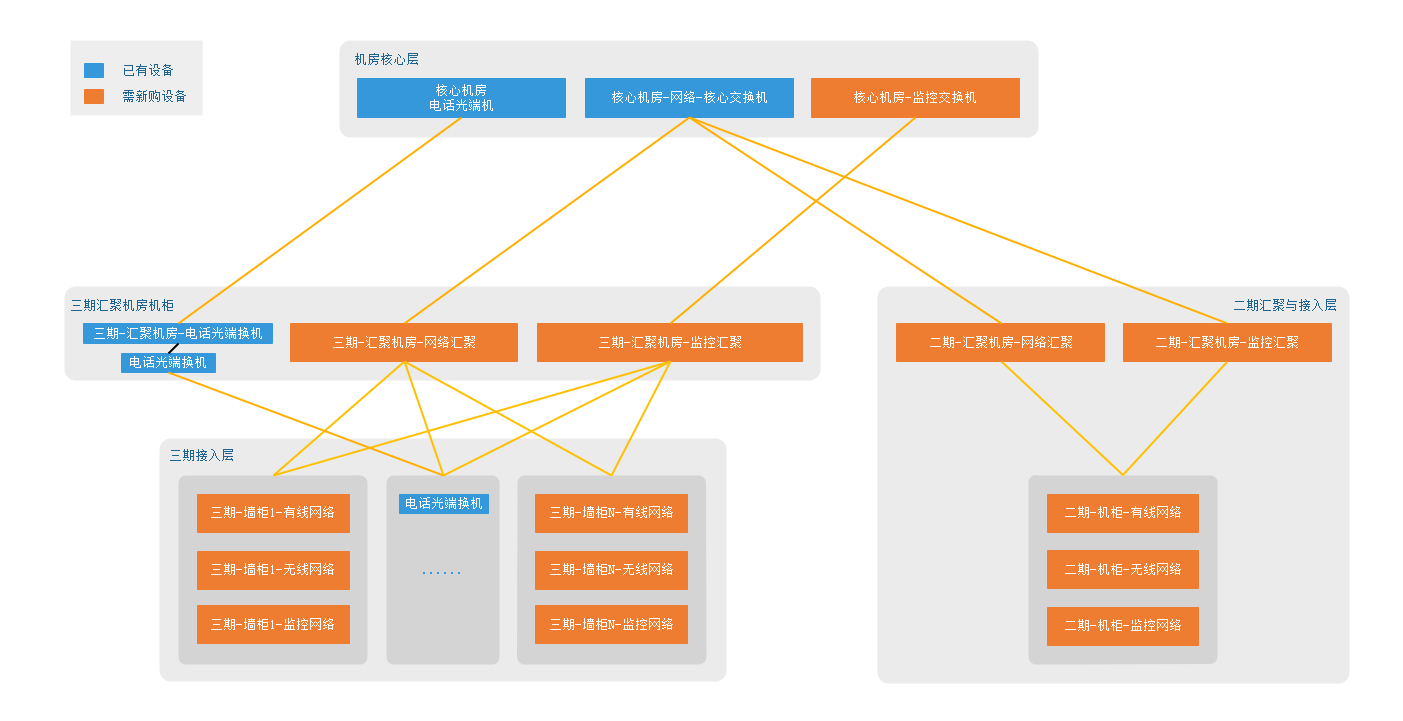 已有设备
需新购设备
机房核心层
核心机房
电话光端机
核心机房-网络-核心交换机
核心机房-监控交换机
三期汇聚机房机柜
三期-汇聚机房-电话光端换机
电话光端换机
三期-汇聚机房-网络汇聚
三期-汇聚机房-监控汇聚
二期汇聚与接入层
二期-汇聚机房-网络汇聚
二期-汇聚机房-监控汇聚
三期接入层
三期-墙柜1-有线网络
三期-墙柜1-无线网络
三期-墙柜1-监控网络
电话光端换机
......
三期-墙柜N-有线网络
三期-墙柜N-无线网络
三期-墙柜N-监控网络
二期-机柜-有线网络
二期-机柜-无线网络
二期-机柜-监控网络